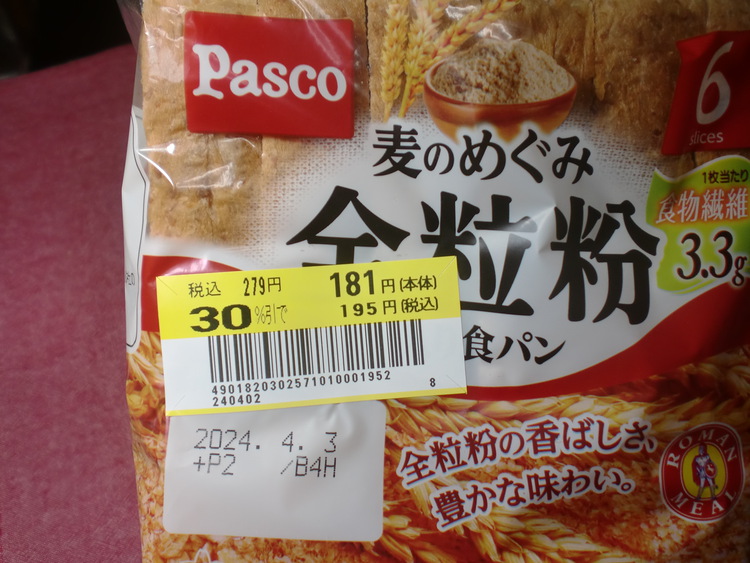 Pasco
6
slices
麦のめぐみ
全粒粉
食パン
1枚当たり
食物繊維
3.3g
税込 279円 181円(本体)
30%引で 195円(税込)
4901820302571010001952
240402 8
2024. 4. 3
+P2 /B4H
全粒粉の香ばしさ、
豊かな味わい。
ROMAN
MEAL